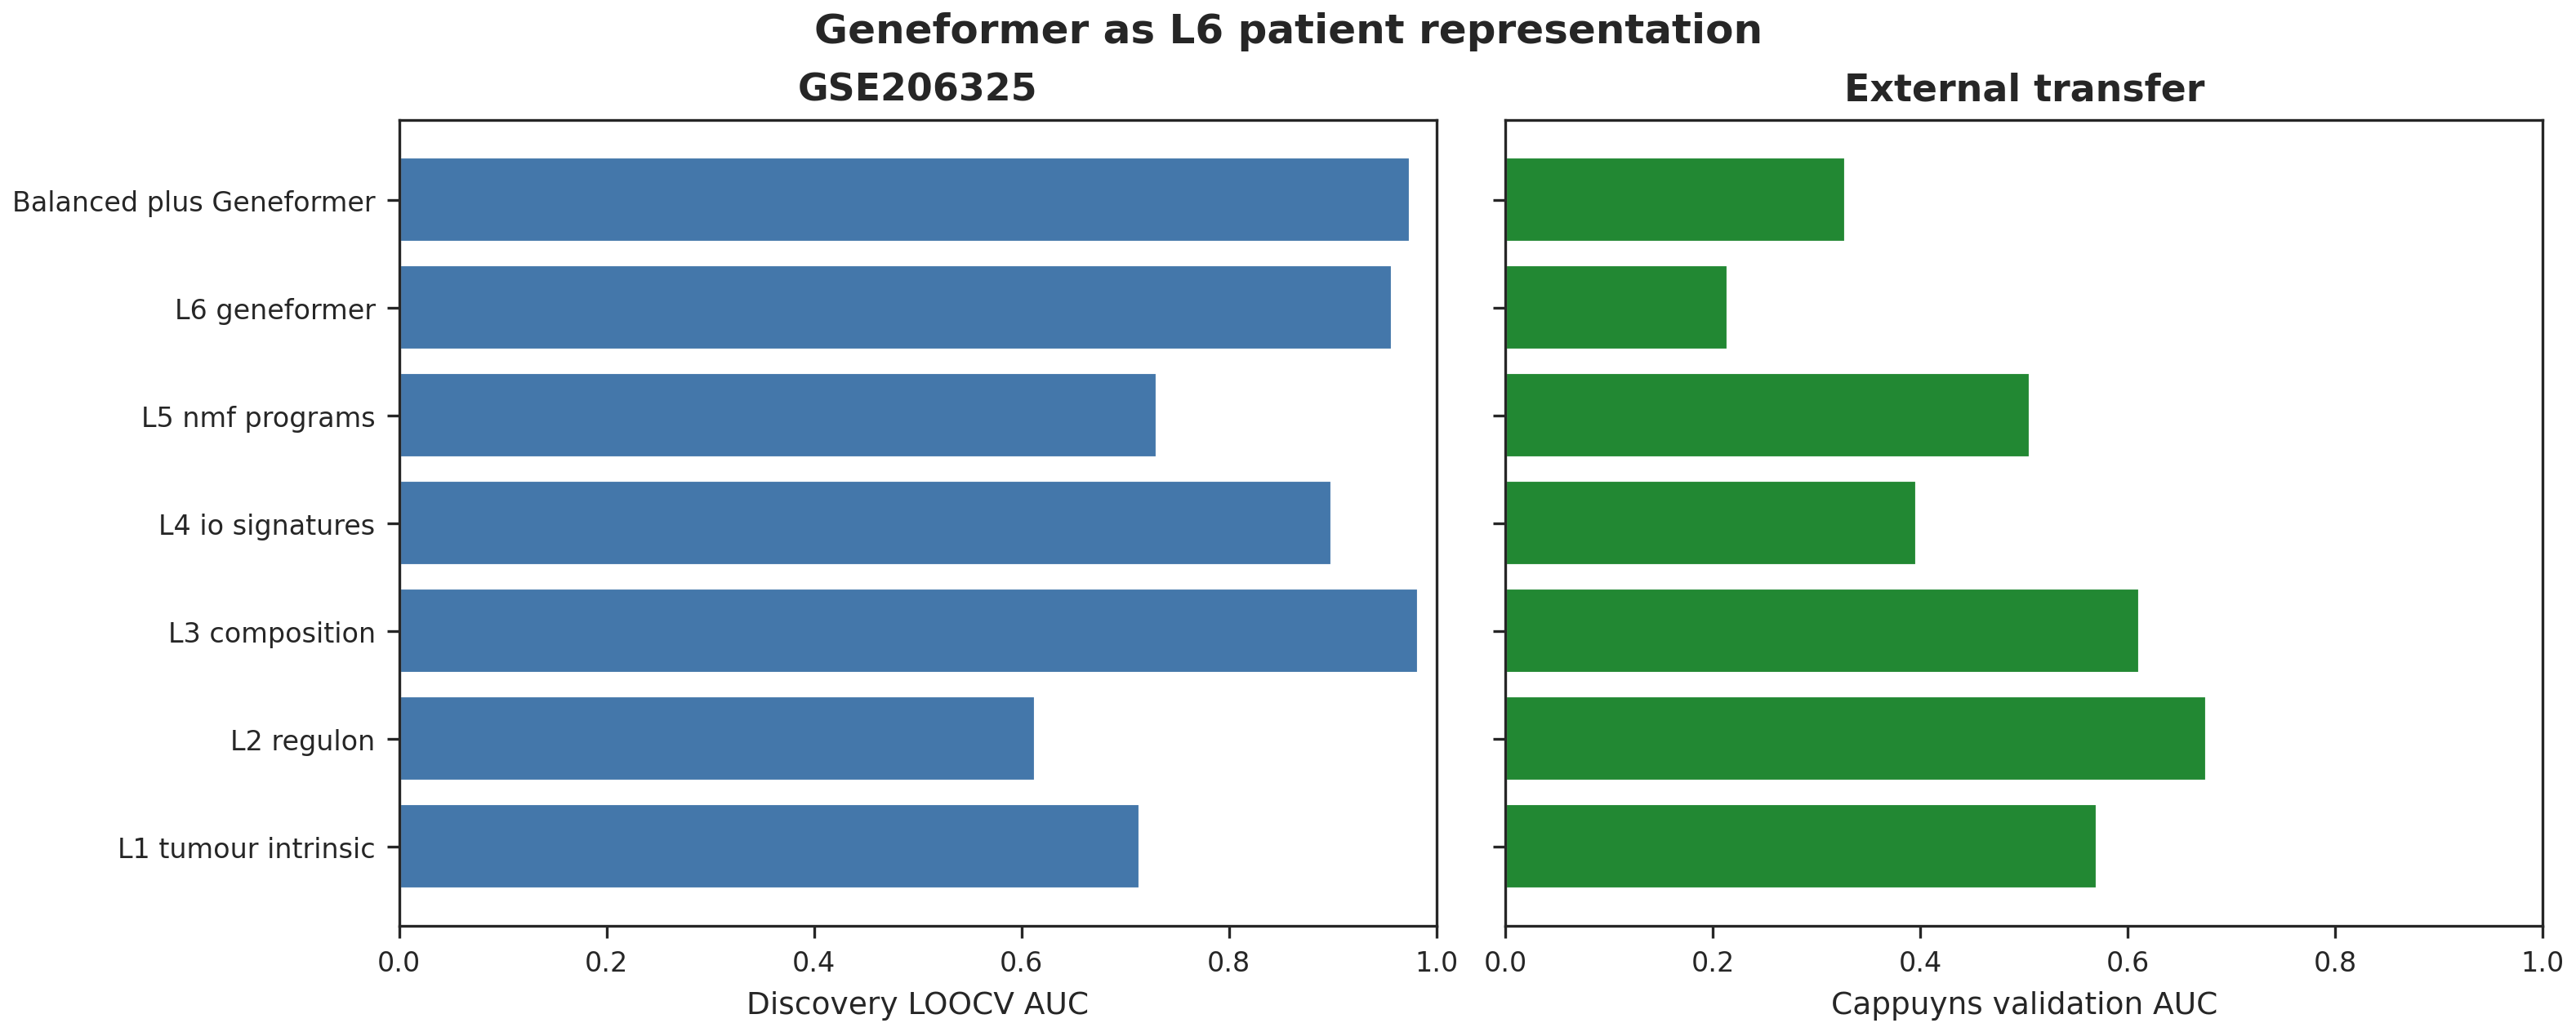 Geneformer as L6 patient representation
GSE206325
External transfer
Balanced plus Geneformer
L6 geneformer
L5 nmf programs
L4 io signatures
L3 composition
L2 regulon
L1 tumour intrinsic
0.0 0.2 0.4 0.6 0.8 1.0
0.0 0.2 0.4 0.6 0.8 1.0
Discovery LOOCV AUC
Cappuyns validation AUC